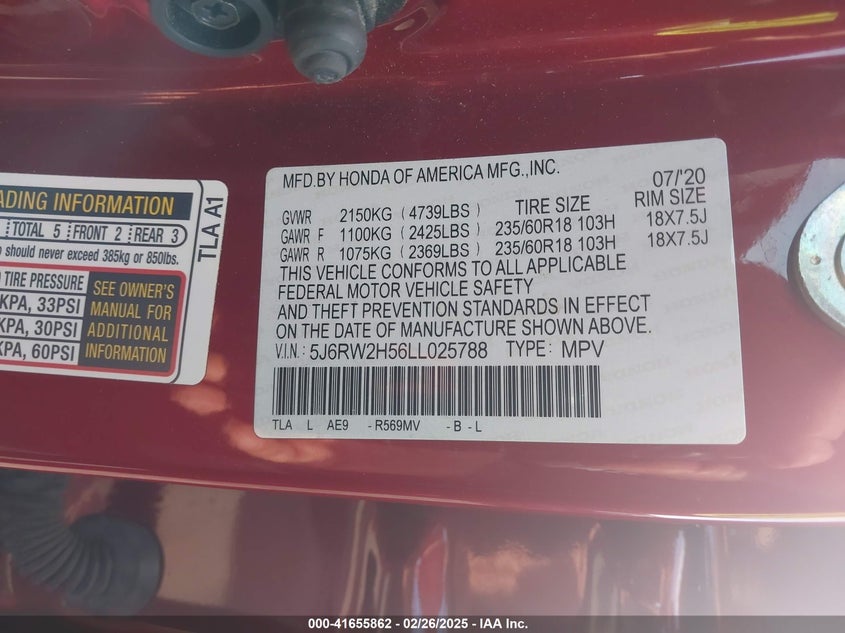 ADING INFORMATION
TOTAL 5 FRONT 2 REAR 3
o should never exceed 385kg or 850lbs.
TIRE PRESSURE
KPA, 33PSI
KPA, 30PSI
KPA, 60PSI
SEE OWNER'S
MANUAL FOR
ADDITIONAL
INFORMATION
TLA A1
MFD.BY HONDA OF AMERICA MFG.,INC. 07/'20
GVWR 2150KG (4739LBS) TIRE SIZE RIM SIZE
GAWR F 1100KG (2425LBS) 235/60R18 103H 18X7.5J
GAWR R 1075KG (2369LBS) 235/60R18 103H 18X7.5J
THIS VEHICLE CONFORMS TO ALL APPLICABLE
FEDERAL MOTOR VEHICLE SAFETY
AND THEFT PREVENTION STANDARDS IN EFFECT
ON THE DATE OF MANUFACTURE SHOWN ABOVE.
V.I.N: 5J6RW2H56LL025788 TYPE: MPV
TLA L AE9 - R569MV - B - L
000-41655862 - 02/26/2025 - IAA Inc.